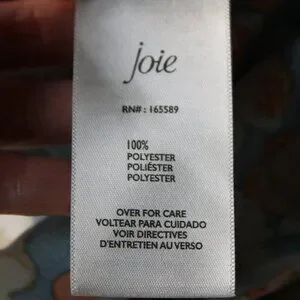 joie
RN# : 165589
100%
POLYESTER
POLIÉSTER
POLYESTER
OVER FOR CARE
VOLTEAR PARA CUIDADO
VOIR DIRECTIVES
D'ENTRETIEN AU VERSO